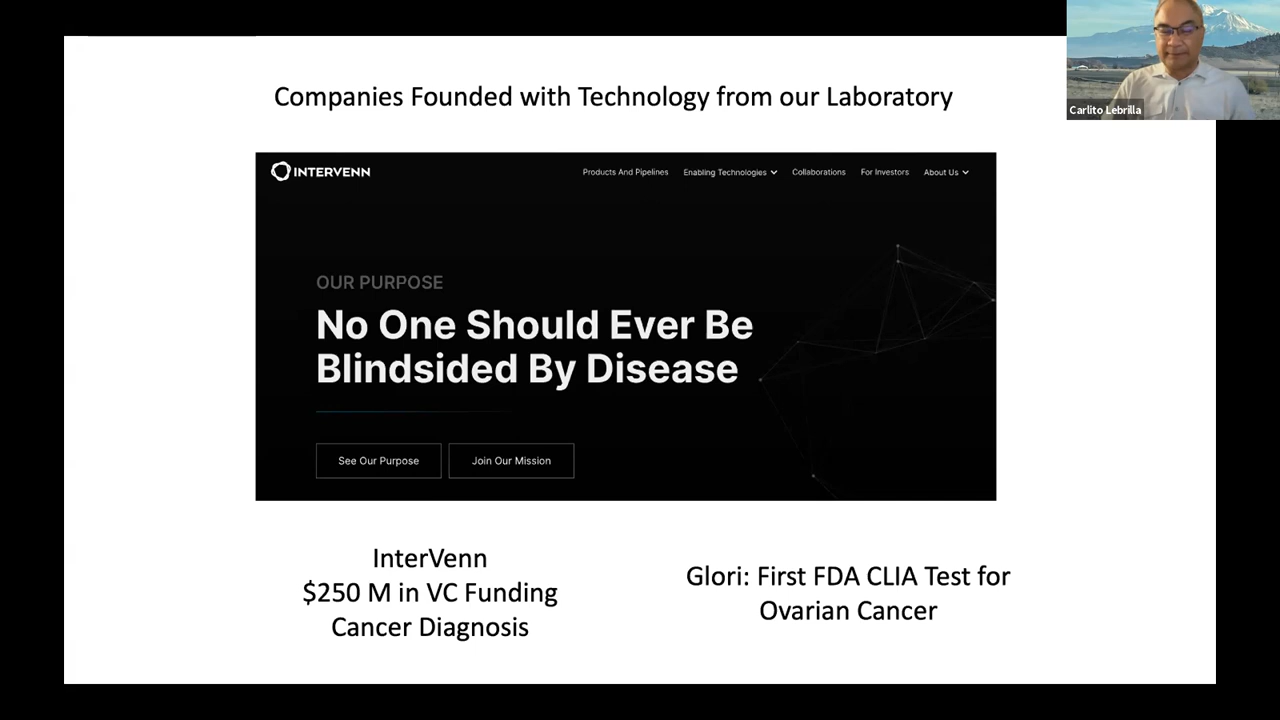 Companies Founded with Technology from our Laboratory
Carlito Lebrilla
INTERVENN
Products And Pipelines
Enabling Technologies
Collaborations
For Investors
About Us
OUR PURPOSE
No One Should Ever Be
Blindsided By Disease
See Our Purpose
Join Our Mission
InterVenn
$250 M in VC Funding
Cancer Diagnosis
Glori: First FDA CLIA Test for
Ovarian Cancer